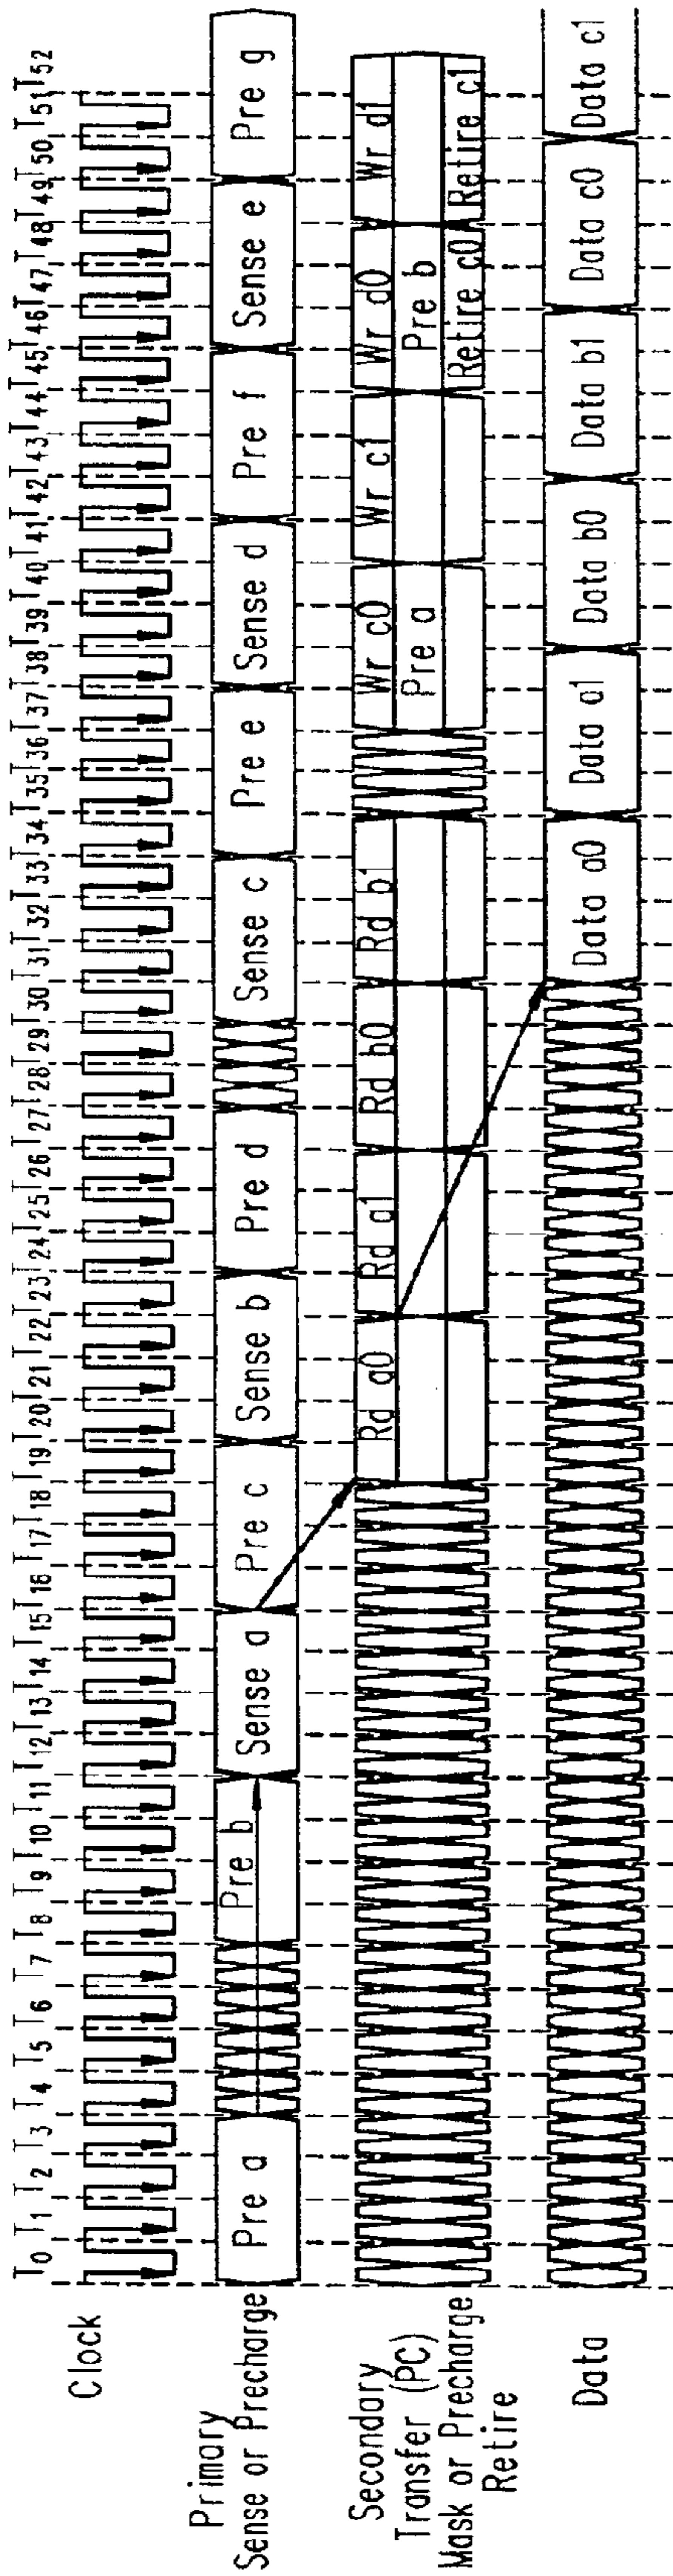 T0 T1 T2 T3 T4 T5 T6 T7 T8 T9 T10 T11 T12 T13 T14 T15 T16 T17 T18 T19 T20 T21 T22 T23 T24 T25 T26 T27 T28 T29 T30 T31 T32 T33 T34 T35 T36 T37 T38 T39 T40 T41 T42 T43 T44 T45 T46 T47 T48 T49 T50 T51 T52
Clock
Primary
Sense or Precharge Pre a Pre b Sense a Pre c Sense b Pre d Sense c Pre e Sense d Pre f Sense e Pre g
Secondary
Transfer (PC) Rd a0 Rd a1 Rd b0 Rd b1 Wr c0 Wr c1 Wr d0 Wr d1
Mask or Precharge Pre a Pre b
Retire Retire c0 Retire c1
Data Data a0 Data a1 Data b0 Data b1 Data c0 Data c1